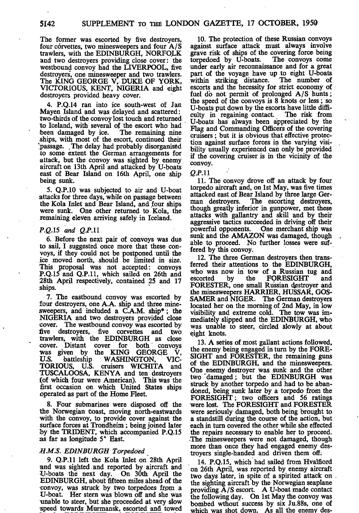 5142 SUPPLEMENT TO THE LONDON GAZETTE, 17 OCTOBER, 1950
The former was escorted by five destroyers,
four corvettes, two minesweepers and four A/S
trawlers, with the EDINBURGH, NORFOLK
and two destroyers providing close cover: the
westbound convoy had the LIVERPOOL, five
destroyers, one minesweeper and two trawlers.
The KING GEORGE V, DUKE OF YORK,
VICTORIOUS, KENT, NIGERIA and eight
destroyers provided heavy cover.
4. P.Q.14 ran into ice south-west of Jan
Mayen Island and was delayed and scattered:
two-thirds of the convoy lost touch and returned
to Iceland, with several of the escort who had
been damaged by ice. The remaining nine
ships, with most of the escort, continued their
passage. The delay had probably disorganised
to some extent the German arrangements for
attack, but the convoy was sighted by enemy
aircraft on 13th April and attacked by U-boats
east of Bear Island on 16th April, one ship
being sunk.
5. Q.P.10 was subjected to air and U-boat
attacks for three days, while on passage between
the Kola Inlet and Bear Island, and four ships
were sunk. One other returned to Kola, the
remaining eleven arriving safely in Iceland.
P.Q.15 and Q.P.11
6. Before the next pair of convoys was due
to sail, I suggested once more that these con-
voys, if they could not be postponed until the
ice moved north, should be limited in size.
This proposal was not accepted: convoys
P.Q.15 and Q.P.11, which sailed on 26th and
28th April respectively, contained 25 and 17
ships.
7. The eastbound convoy was escorted by
four destroyers, one A.A. ship and three mine-
sweepers, and included a C.A.M. ship*; the
NIGERIA and two destroyers provided close
cover. The westbound convoy was escorted by
five destroyers, five corvettes and two
trawlers, with the EDINBURGH as close
cover. Distant cover for both convoys
was given by the KING GEORGE V,
U.S. battleship WASHINGTON, VIC-
TORIOUS, U.S. cruisers WICHITA and
TUSCALOOSA, KENYA and ten destroyers
(of which four were American). This was the
first occasion on which United States ships
operated as part of the Home Fleet.
8. Four submarines were disposed off the
the Norwegian coast, moving north-eastwards
with the convoy, to provide cover against the
surface forces at Trondheim; being joined later
by the TRIDENT, which accompanied P.Q.15
as far as longitude 5° East.
H.M.S. EDINBURGH Torpedoed
9. Q.P.11 left the Kola Inlet on 28th April
and was sighted and reported by aircraft and
U-boats the next day. On 30th April the
EDINBURGH, about fifteen miles ahead of the
convoy, was struck by two torpedoes from a
U-boat. Her stern was blown off and she was
unable to steer, but she proceeded at very slow
speed towards Murmansk, escorted and towed
10. The protection of these Russian convoys
against surface attack must always involve
grave risk of ships of the covering force being
torpedoed by U-boats. The convoys come
under early air reconnaissance and for a great
part of the voyage have up to eight U-boats
within striking distance. The number of
escorts and the necessity for strict economy of
fuel do not permit of prolonged A/S hunts;
the speed of the convoys is 8 knots or less; so
U-boats put down by the escorts have little diffi-
culty in regaining contact. The risk from
U-boats has always been appreciated by the
Flag and Commanding Officers of the covering
cruisers; but it is obvious that effective protec-
tion against surface forces in the varying visi-
bility usually experienced can only be provided
if the covering cruiser is in the vicinity of the
convoy.
Q.P.11
11. The convoy drove off an attack by four
torpedo aircraft and, on 1st May, was five times
attacked east of Bear Island by three large Ger-
man destroyers. The escorting destroyers,
though greatly inferior in gunpower, met these
attacks with gallantry and skill and by their
aggressive tactics succeeded in driving off their
powerful opponents. One merchant ship was
sunk and the AMAZON was damaged, though
able to proceed. No further losses were suf-
fered by this convoy.
12. The three German destroyers then trans-
ferred their attentions to the EDINBURGH,
who was now in tow of a Russian tug and
escorted by the FORESIGHT and
FORESTER, one small Russian destroyer and
the minesweepers HARRIER, HUSSAR, GOS-
SAMER and NIGER. The German destroyers
located her on the morning of 2nd May, in low
visibility and extreme cold. The tow was im-
mediately slipped and the EDINBURGH, who
was unable to steer, circled slowly at about
eight knots.
13. A series of most gallant actions followed,
the enemy being engaged in turn by the FORE-
SIGHT and FORESTER, the remaining guns
of the EDINBURGH, and the minesweepers.
One enemy destroyer was sunk and the other
two damaged; but the EDINBURGH was
struck by another torpedo and had to be aban-
doned, being sunk later by a torpedo from the
FORESIGHT; two officers and 56 ratings
were lost. The FORESIGHT and FORESTER
were seriously damaged, both being brought to
a standstill during the course of the action, but
each in turn covered the other while she effected
the repairs necessary to enable her to proceed.
The minesweepers were not damaged, though
more than once they had engaged enemy des-
troyers single-handed and driven them off.
14. P.Q.15, which had sailed from Hvalfiord
on 26th April, was reported by enemy aircraft
two days later, in spite of a spirited attack on
the sighting aircraft by the Norwegian seaplane
providing A/S escort. A U-boat made contact
the following day. On 1st May the convoy was
bombed without success by six Ju.88s, one of
which was shot down. As all the enemy des-